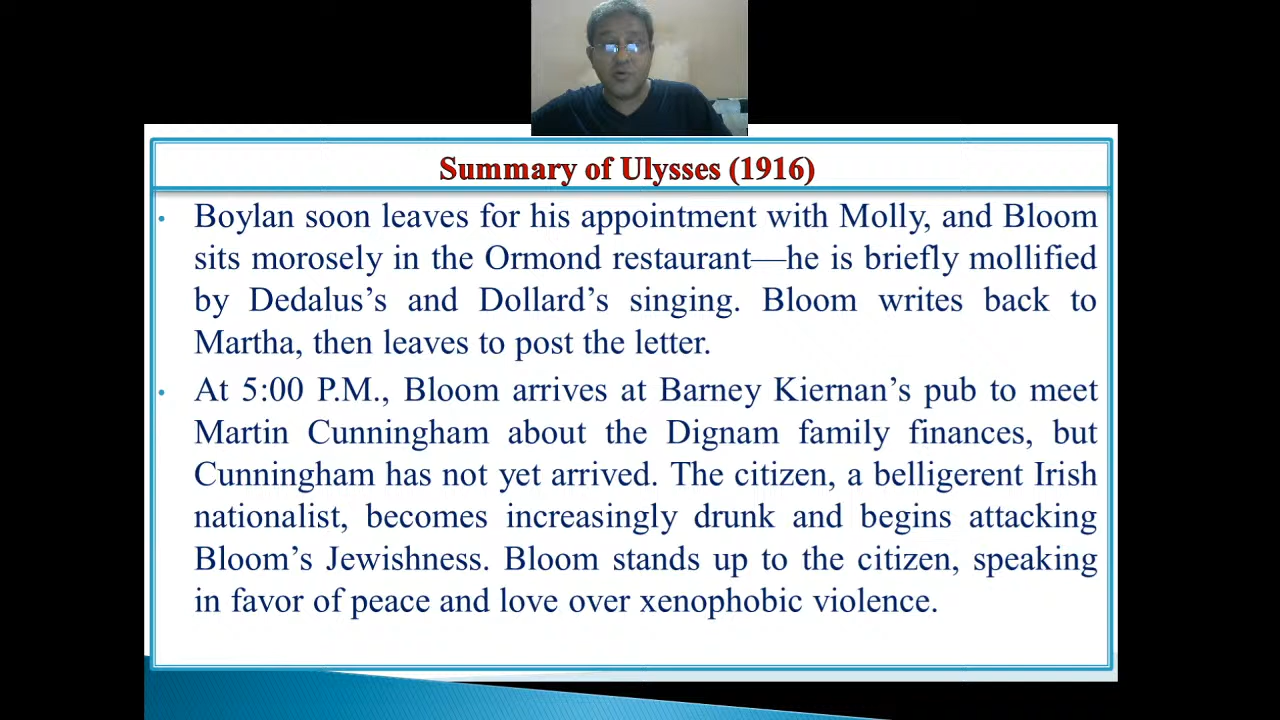 Summary of Ulysses (1916)
• Boylan soon leaves for his appointment with Molly, and Bloom
sits morosely in the Ormond restaurant—he is briefly mollified
by Dedalus’s and Dollard’s singing. Bloom writes back to
Martha, then leaves to post the letter.
• At 5:00 P.M., Bloom arrives at Barney Kiernan’s pub to meet
Martin Cunningham about the Dignam family finances, but
Cunningham has not yet arrived. The citizen, a belligerent Irish
nationalist, becomes increasingly drunk and begins attacking
Bloom’s Jewishness. Bloom stands up to the citizen, speaking
in favor of peace and love over xenophobic violence.